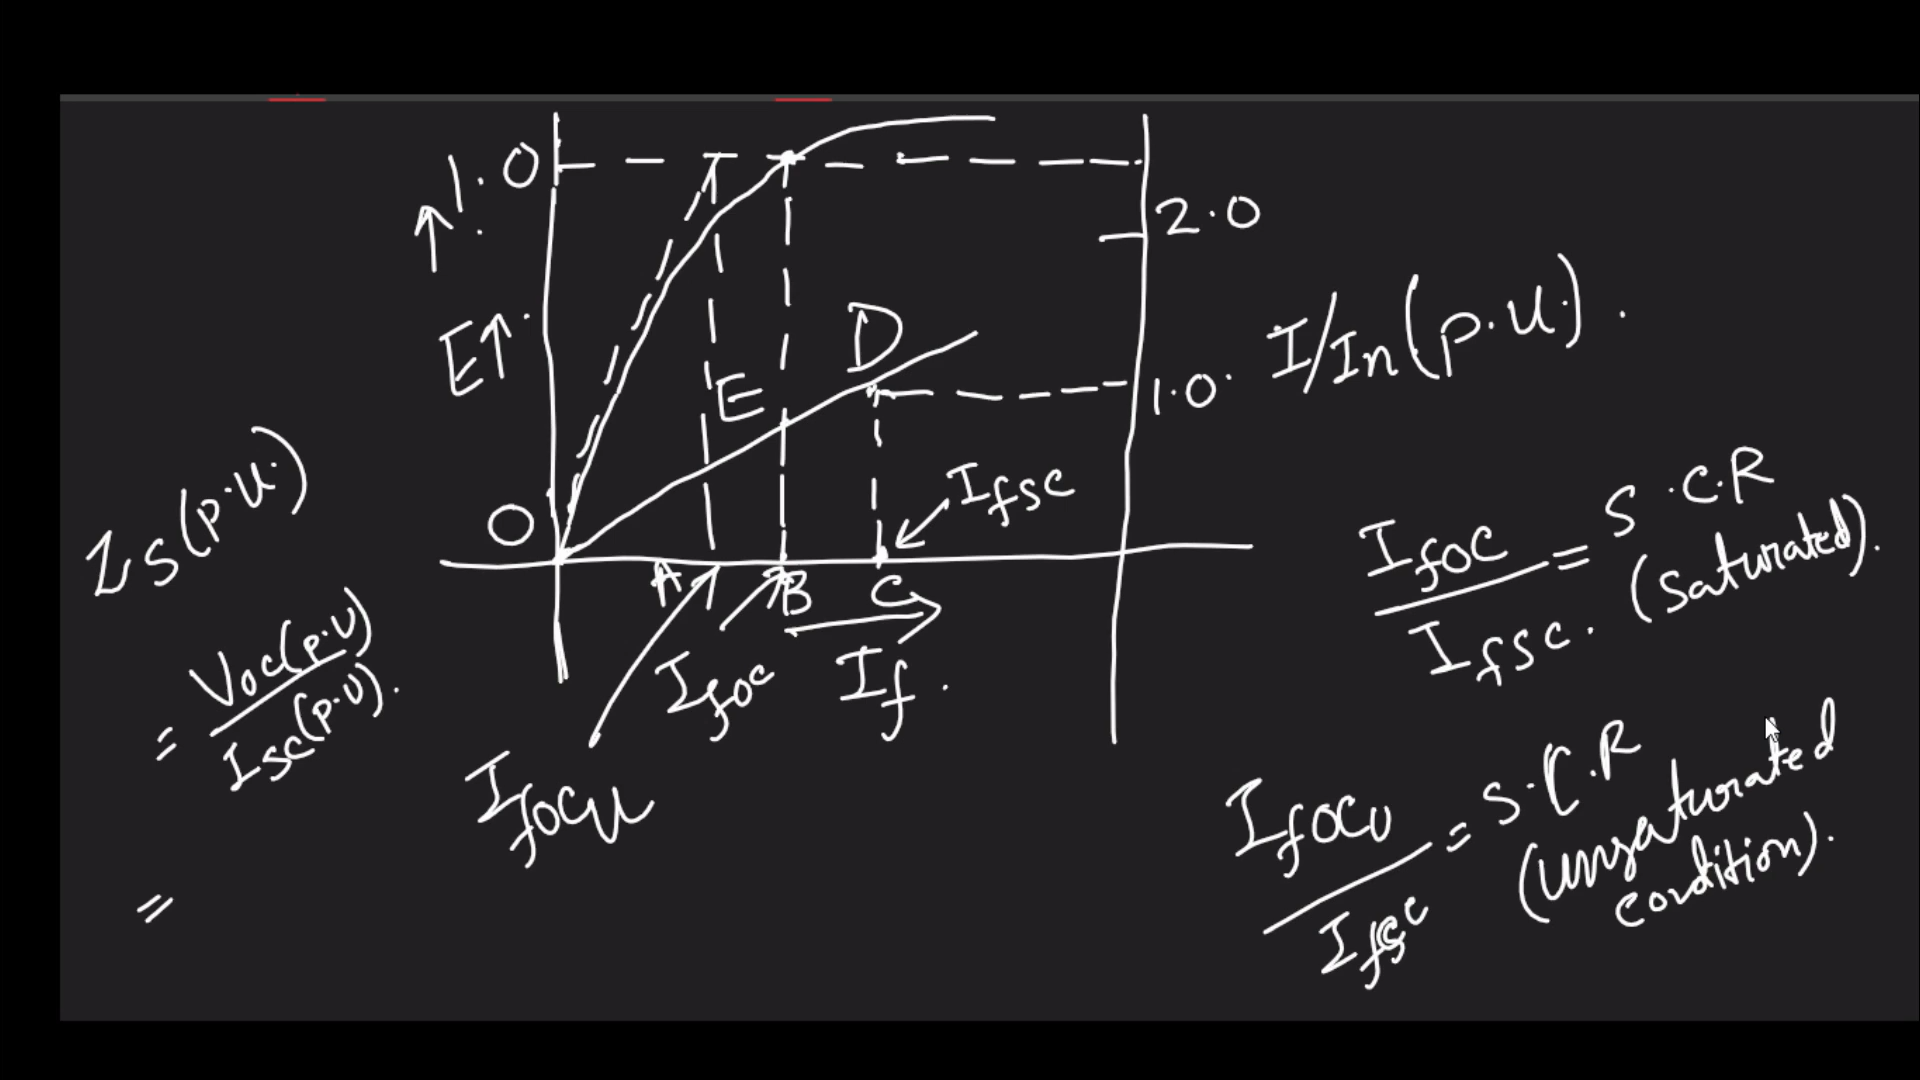 ↑1.0
E↑
O
E
D
2.0
I/In(p.u.).
1.0.
Ifsc
A
B
C
If.
Ifoc
Ifocu
Zs(p.u.)
= Voc(p.u)
Isc(p.u).
=
Ifoc = S.C.R
Ifsc. (saturated).
Ifocu = S.C.R
Ifsc (unsaturated
condition).